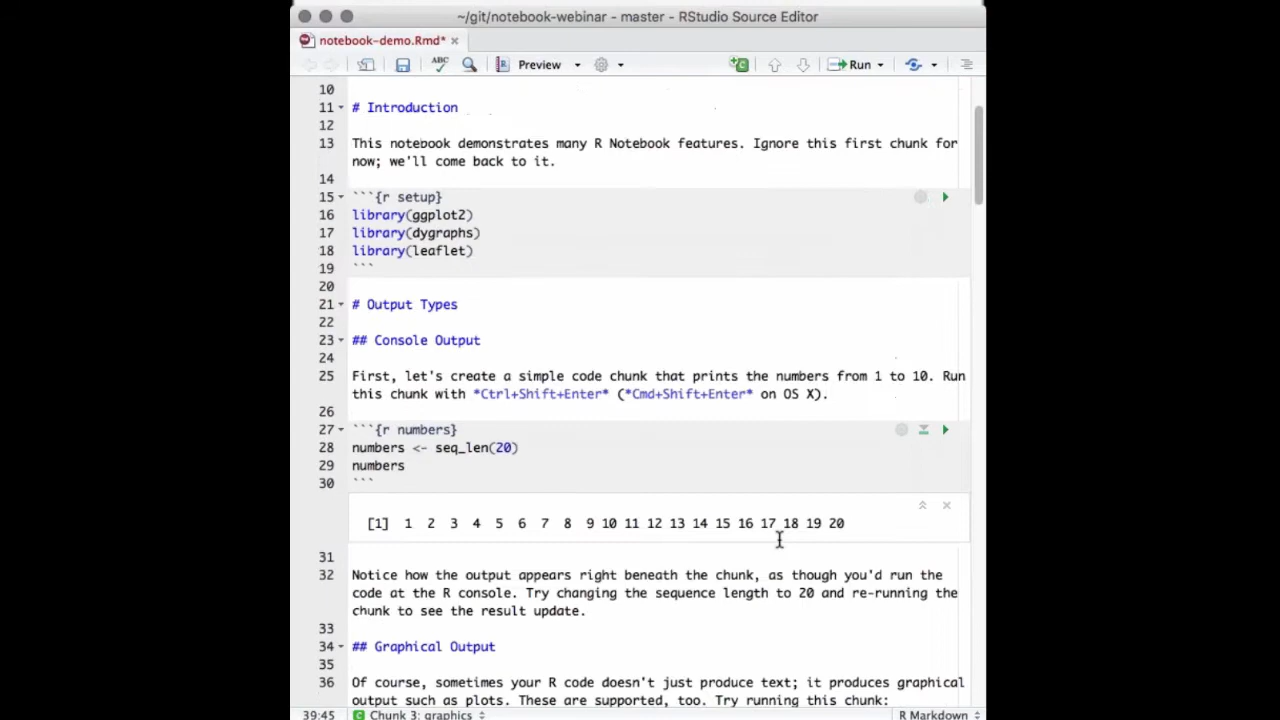 ~/git/notebook-webinar - master - RStudio Source Editor
notebook-demo.Rmd*
ABC Preview Run
10
11 # Introduction
12
13 This notebook demonstrates many R Notebook features. Ignore this first chunk for
now; we'll come back to it.
14
15 ```{r setup}
16 library(ggplot2)
17 library(dygraphs)
18 library(leaflet)
19 ```
20
21 # Output Types
22
23 ## Console Output
24
25 First, let's create a simple code chunk that prints the numbers from 1 to 10. Run
this chunk with *Ctrl+Shift+Enter* (*Cmd+Shift+Enter* on OS X).
26
27 ```{r numbers}
28 numbers <- seq_len(20)
29 numbers
30 ```
[1] 1 2 3 4 5 6 7 8 9 10 11 12 13 14 15 16 17 18 19 20
31
32 Notice how the output appears right beneath the chunk, as though you'd run the
code at the R console. Try changing the sequence length to 20 and re-running the
chunk to see the result update.
33
34 ## Graphical Output
35
36 Of course, sometimes your R code doesn't just produce text; it produces graphical
output such as plots. These are supported, too. Try running this chunk:
39:45 C Chunk 3: graphics R Markdown